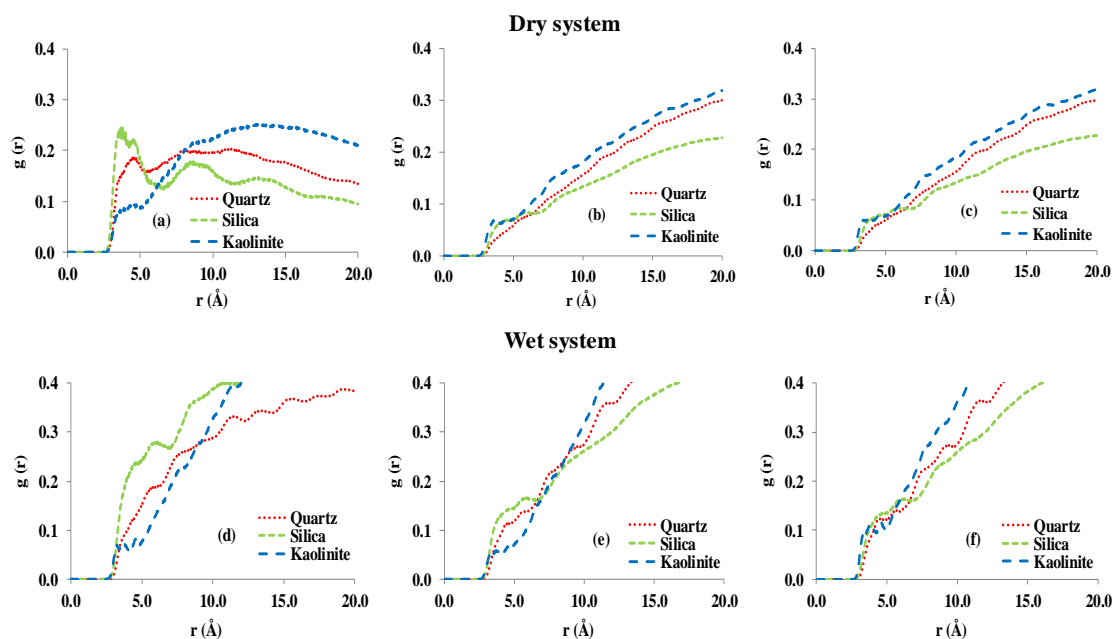 Dry system
0.4
0.3
0.2
0.1
0.0
g (r)
0.0 5.0 10.0 15.0 20.0
r (Å)
(a)
Quartz
Silica
Kaolinite
0.4
0.3
0.2
0.1
0.0
g (r)
0.0 5.0 10.0 15.0 20.0
r (Å)
(b)
Quartz
Silica
Kaolinite
0.4
0.3
0.2
0.1
0.0
g (r)
0.0 5.0 10.0 15.0 20.0
r (Å)
(c)
Quartz
Silica
Kaolinite
Wet system
0.4
0.3
0.2
0.1
0.0
g (r)
0.0 5.0 10.0 15.0 20.0
r (Å)
(d)
Quartz
Silica
Kaolinite
0.4
0.3
0.2
0.1
0.0
g (r)
0.0 5.0 10.0 15.0 20.0
r (Å)
(e)
Quartz
Silica
Kaolinite
0.4
0.3
0.2
0.1
0.0
g (r)
0.0 5.0 10.0 15.0 20.0
r (Å)
(f)
Quartz
Silica
Kaolinite